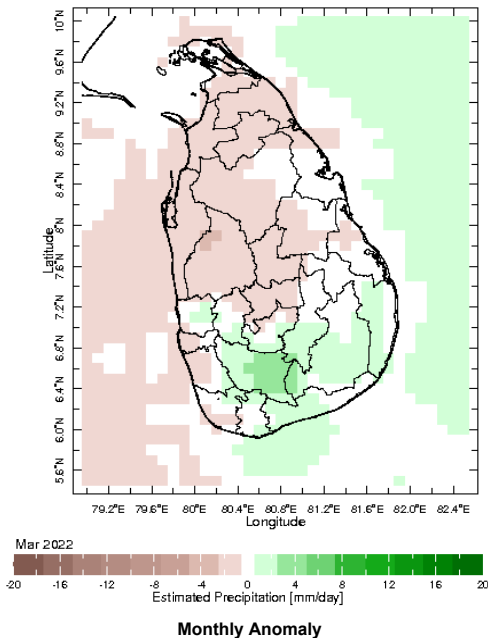 10°N
9.6°N
9.2°N
8.8°N
8.4°N
8°N
7.6°N
7.2°N
6.8°N
6.4°N
6.0°N
5.6°N
Latitude
79.2°E 79.6°E 80°E 80.4°E 80.8°E 81.2°E 81.6°E 82.0°E 82.4°E
Longitude
Mar 2022
-20 -16 -12 -8 -4 0 4 8 12 16 20
Estimated Precipitation [mm/day]
Monthly Anomaly